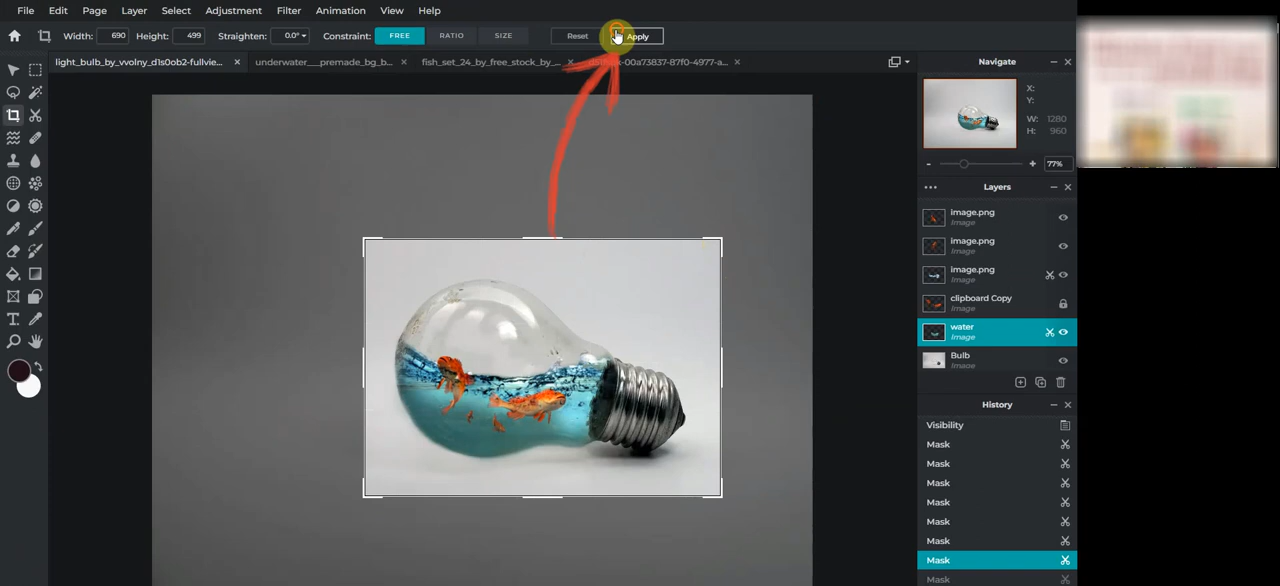 File Edit Page Layer Select Adjustment Filter Animation View Help
Width: 690 Height: 499 Straighten: 0.0° Constraint: FREE RATIO SIZE Reset Apply
light_bulb_by_vvolny_d1s0ob2-fullvie... × underwater__premade_bg_b... × fish_set_24_by_free_stock_by_... × -00a73837-87f0-4977-a... ×
Navigate
X:
Y:
W: 1280
H: 960
- + 77%
Layers
image.png
Image
image.png
Image
image.png
Image
clipboard Copy
Image
water
Image
Bulb
Image
History
Visibility
Mask
Mask
Mask
Mask
Mask
Mask
Mask
Mask